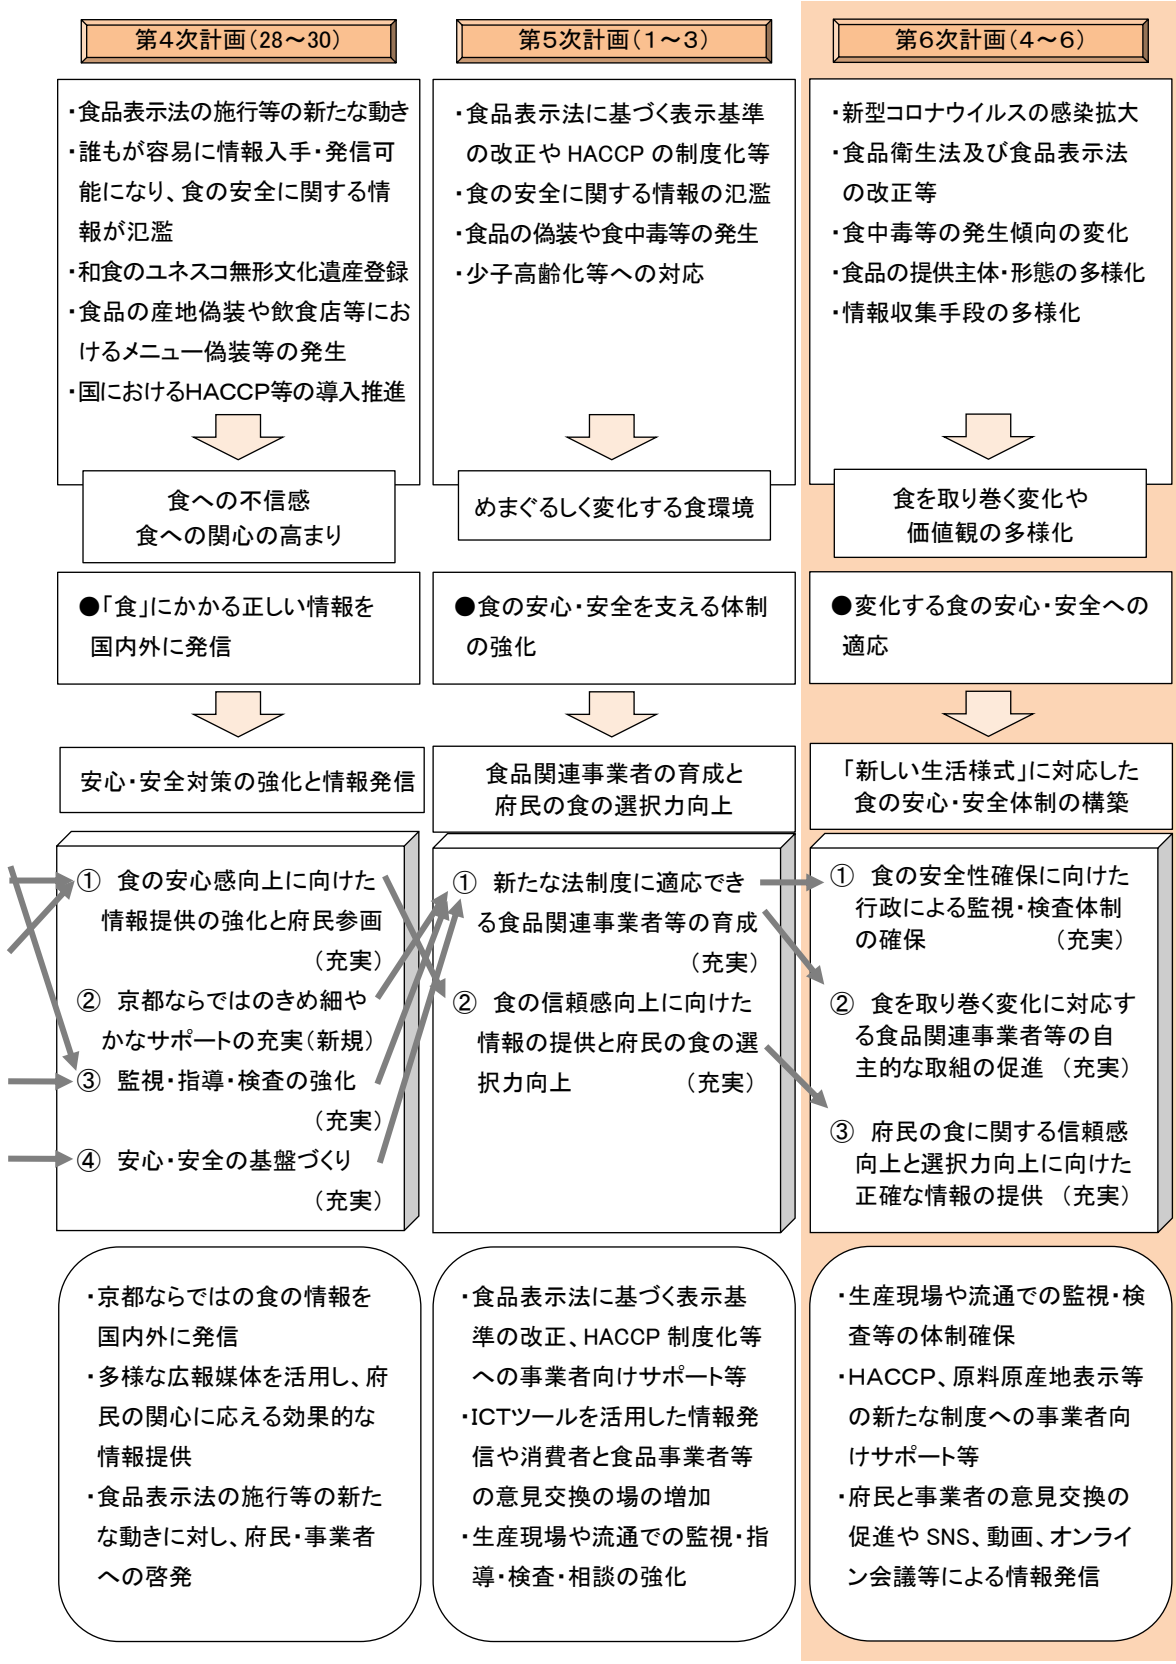 第4次計画(28～30)
・食品表示法の施行等の新たな動き
・誰もが容易に情報入手・発信可
能になり、食の安全に関する情
報が氾濫
・和食のユネスコ無形文化遺産登録
・食品の産地偽装や飲食店等にお
けるメニュー偽装等の発生
・国におけるHACCP等の導入推進
食への不信感
食への関心の高まり
●「食」にかかる正しい情報を
国内外に発信
安心・安全対策の強化と情報発信
① 食の安心感向上に向けた
情報提供の強化と府民参画
(充実)
② 京都ならではのきめ細や
かなサポートの充実(新規)
③ 監視・指導・検査の強化
(充実)
④ 安心・安全の基盤づくり
(充実)
・京都ならではの食の情報を
国内外に発信
・多様な広報媒体を活用し、府
民の関心に応える効果的な
情報提供
・食品表示法の施行等の新た
な動きに対し、府民・事業者
への啓発
第5次計画(1～3)
・食品表示法に基づく表示基準
の改正や HACCP の制度化等
・食の安全に関する情報の氾濫
・食品の偽装や食中毒等の発生
・少子高齢化等への対応
めまぐるしく変化する食環境
●食の安心・安全を支える体制
の強化
食品関連事業者の育成と
府民の食の選択力向上
① 新たな法制度に適応でき
る食品関連事業者等の育成
(充実)
② 食の信頼感向上に向けた
情報の提供と府民の食の選
択力向上 (充実)
・食品表示法に基づく表示基
準の改正、HACCP 制度化等
への事業者向けサポート等
・ICTツールを活用した情報発
信や消費者と食品事業者等
の意見交換の場の増加
・生産現場や流通での監視・指
導・検査・相談の強化
第6次計画(4～6)
・新型コロナウイルスの感染拡大
・食品衛生法及び食品表示法
の改正等
・食中毒等の発生傾向の変化
・食品の提供主体・形態の多様化
・情報収集手段の多様化
食を取り巻く変化や
価値観の多様化
●変化する食の安心・安全への
適応
「新しい生活様式」に対応した
食の安心・安全体制の構築
① 食の安全性確保に向けた
行政による監視・検査体制
の確保 (充実)
② 食を取り巻く変化に対応す
る食品関連事業者等の自
主的な取組の促進 (充実)
③ 府民の食に関する信頼感
向上と選択力向上に向けた
正確な情報の提供 (充実)
・生産現場や流通での監視・検
査等の体制確保
・HACCP、原料原産地表示等
の新たな制度への事業者向
けサポート等
・府民と事業者の意見交換の
促進や SNS、動画、オンライ
ン会議等による情報発信